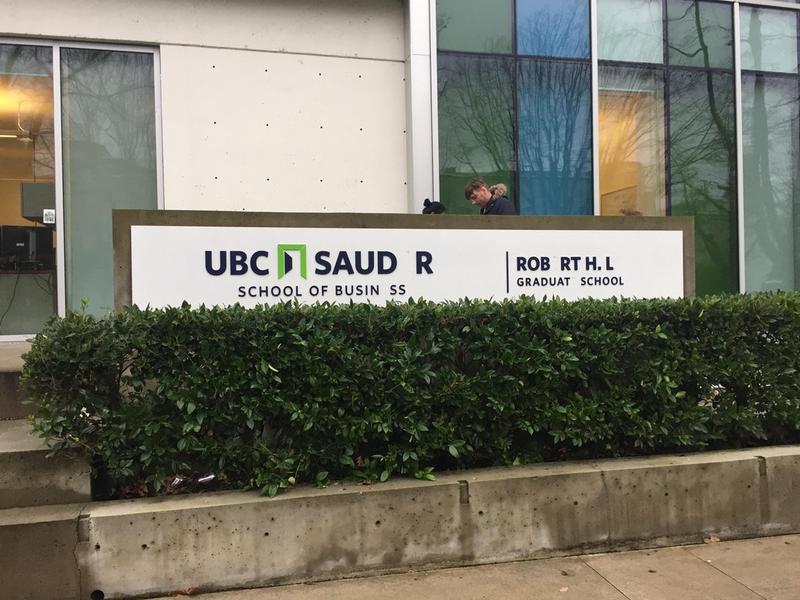 UBC SAUD R
SCHOOL OF BUSIN SS
ROB RT H. L
GRADUAT SCHOOL